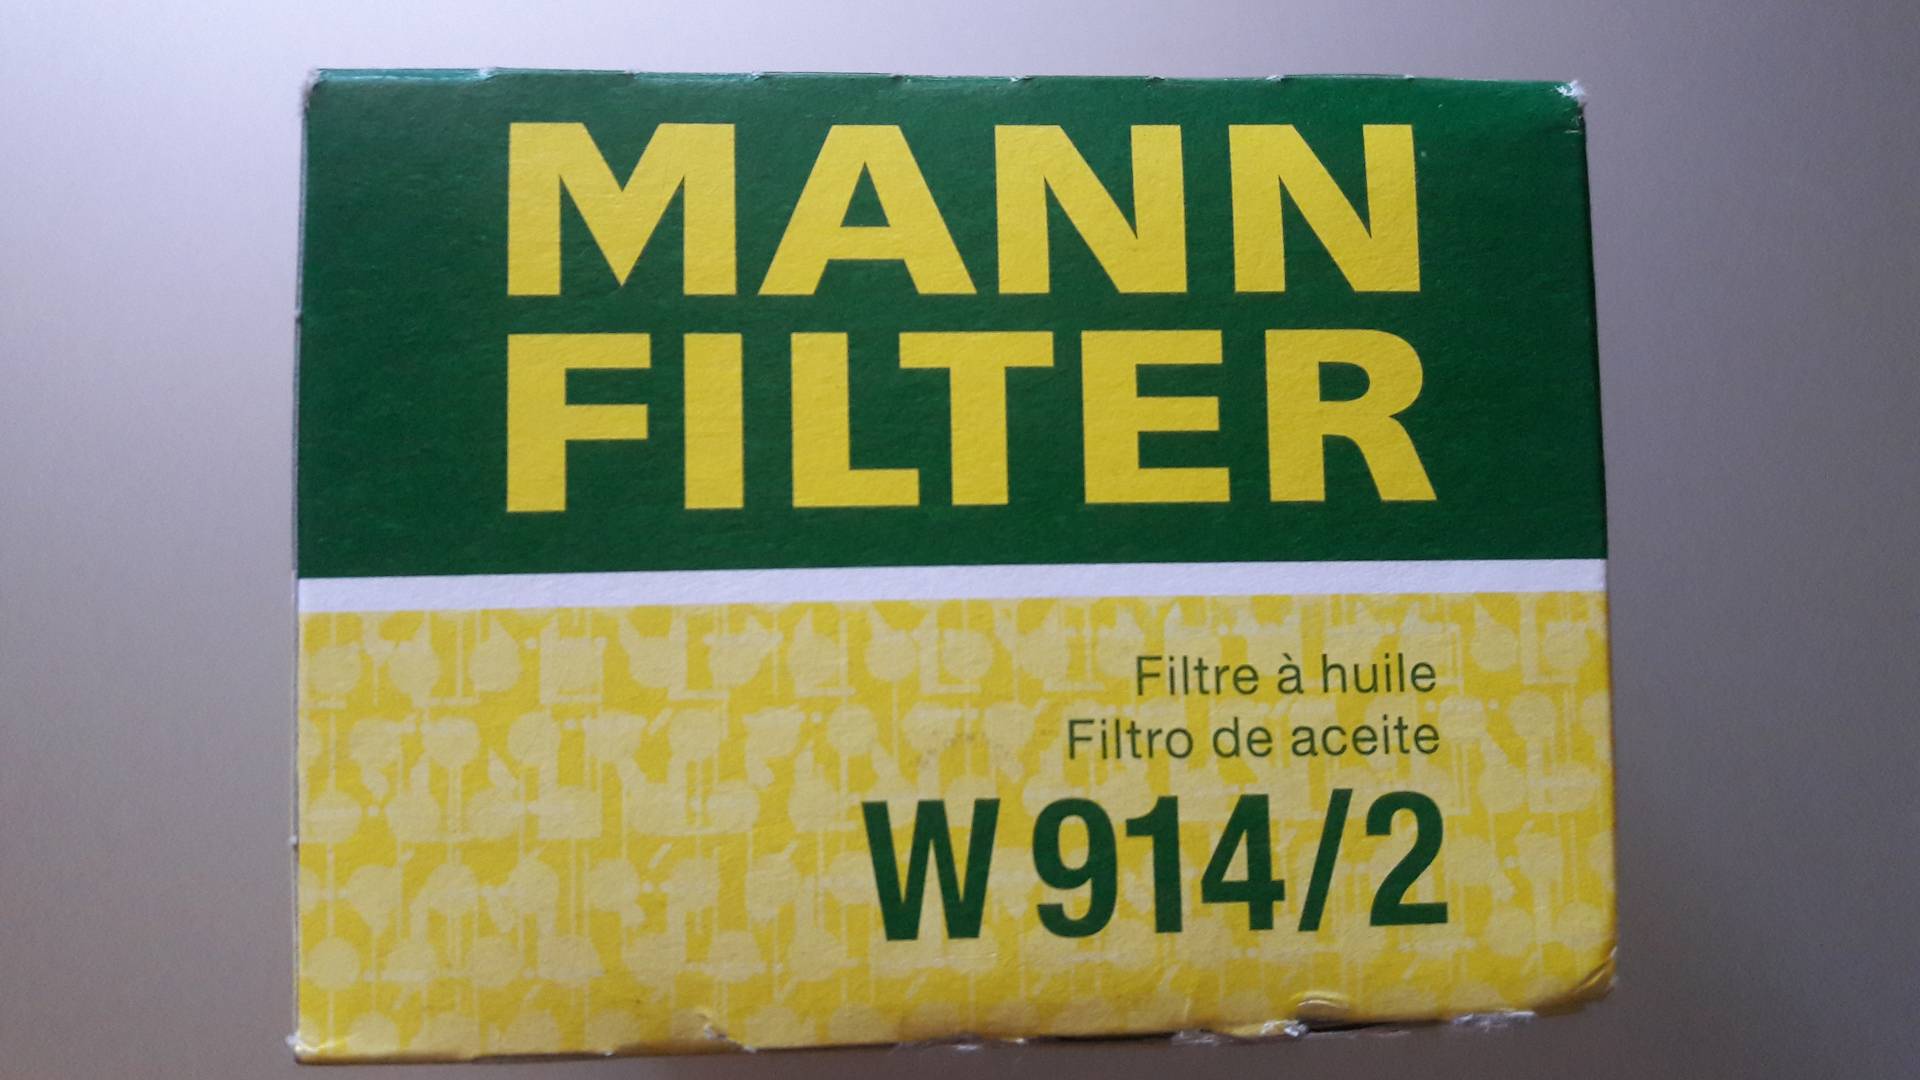 MANN
FILTER
Filtre à huile
Filtro de aceite
W 914/2